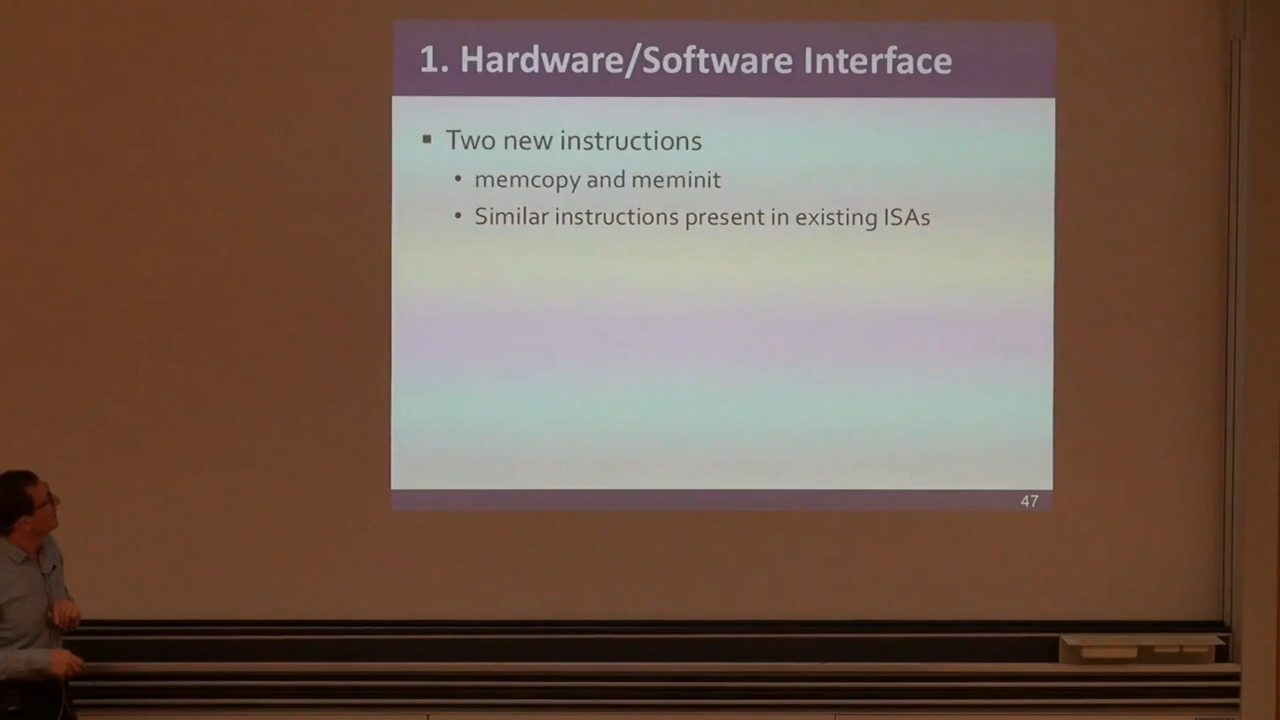 1. Hardware/Software Interface
▪ Two new instructions
• memcopy and meminit
• Similar instructions present in existing ISAs
47